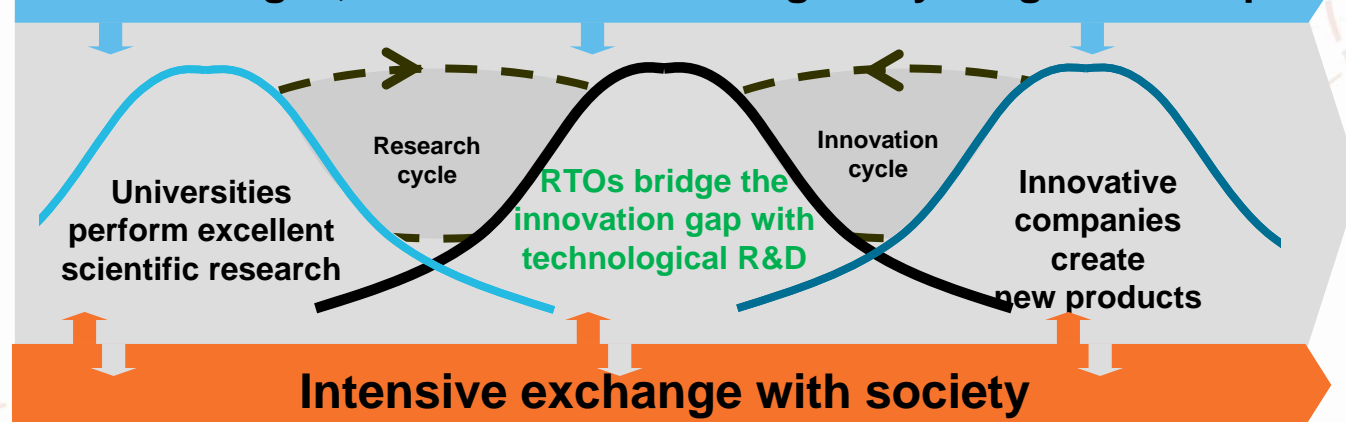 Research
cycle
Innovation
cycle
Universities
perform excellent
scientific research
RTOs bridge the
innovation gap with
technological R&D
Innovative
companies
create
new products
Intensive exchange with society